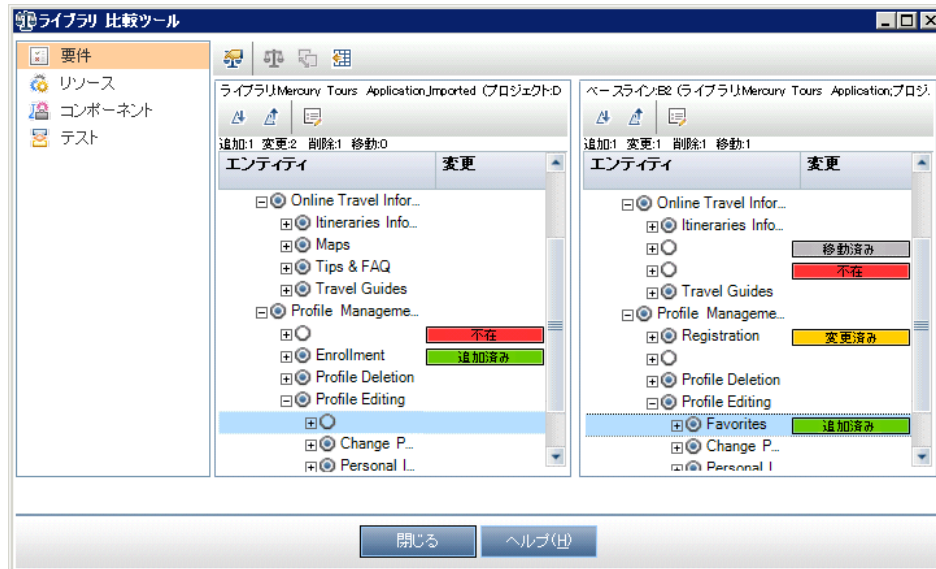 ライブラリ 比較ツール
要件
リソース
コンポーネント
テスト
ライブラリ:Mercury Tours Application_Imported (プロジェクト:D
追加:1 変更:2 削除:1 移動:0
エンティティ 変更
Online Travel Infor...
Itineraries Info...
Maps
Tips & FAQ
Travel Guides
Profile Manageme...
不在
Enrollment 追加済み
Profile Deletion
Profile Editing
Change P...
Personal I...
ベースライン:B2 (ライブラリ:Mercury Tours Application;プロジ.
追加:1 変更:1 削除:1 移動:1
エンティティ 変更
Online Travel Infor...
Itineraries Info...
移動済み
不在
Travel Guides
Profile Manageme...
Registration 変更済み
Profile Deletion
Profile Editing
Favorites 追加済み
Change P...
Personal I...
閉じる
ヘルプ(H)